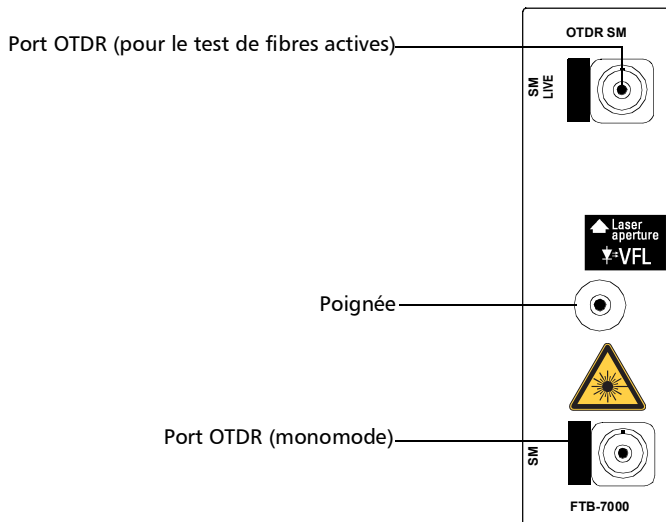 OTDR SM
Port OTDR (pour le test de fibres actives)
SM
LIVE
Laser
aperture
VFL
Poignée
Port OTDR (monomode)
SM
FTB-7000